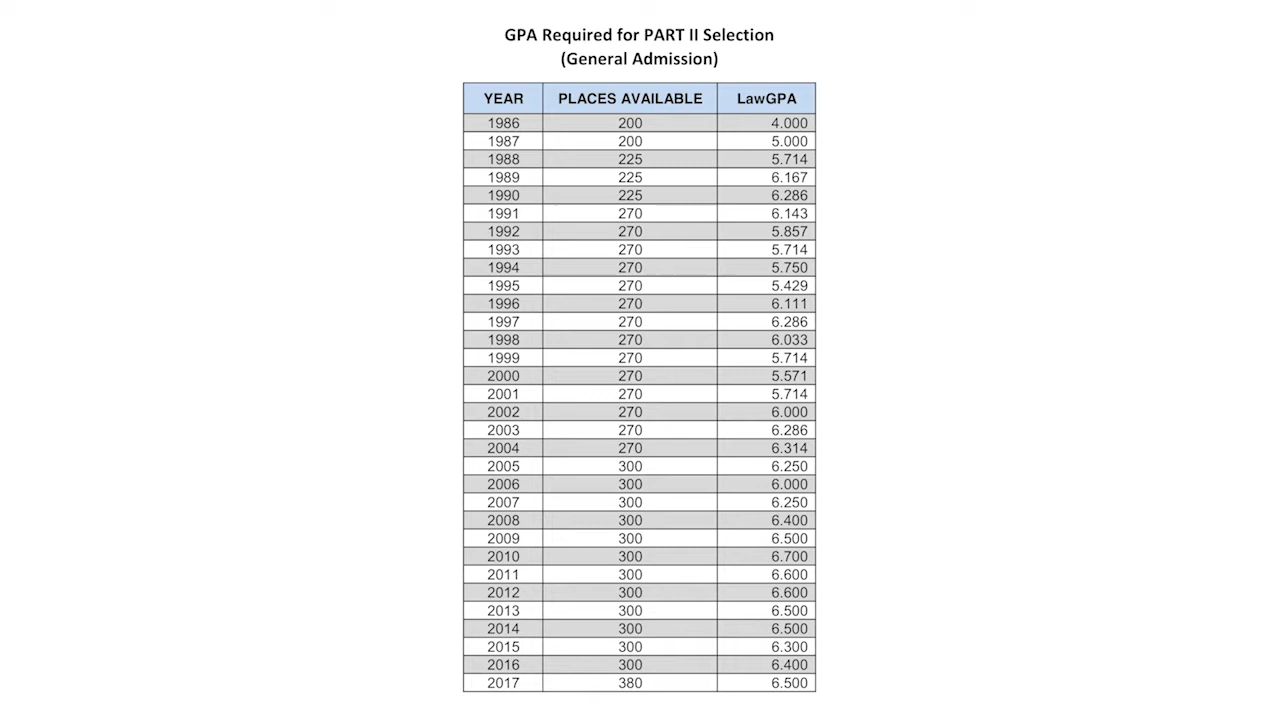 GPA Required for PART II Selection
(General Admission)
YEAR PLACES AVAILABLE LawGPA
1986 200 4.000
1987 200 5.000
1988 225 5.714
1989 225 6.167
1990 225 6.286
1991 270 6.143
1992 270 5.857
1993 270 5.714
1994 270 5.750
1995 270 5.429
1996 270 6.111
1997 270 6.286
1998 270 6.033
1999 270 5.714
2000 270 5.571
2001 270 5.714
2002 270 6.000
2003 270 6.286
2004 270 6.314
2005 300 6.250
2006 300 6.000
2007 300 6.250
2008 300 6.400
2009 300 6.500
2010 300 6.700
2011 300 6.600
2012 300 6.600
2013 300 6.500
2014 300 6.500
2015 300 6.300
2016 300 6.400
2017 380 6.500